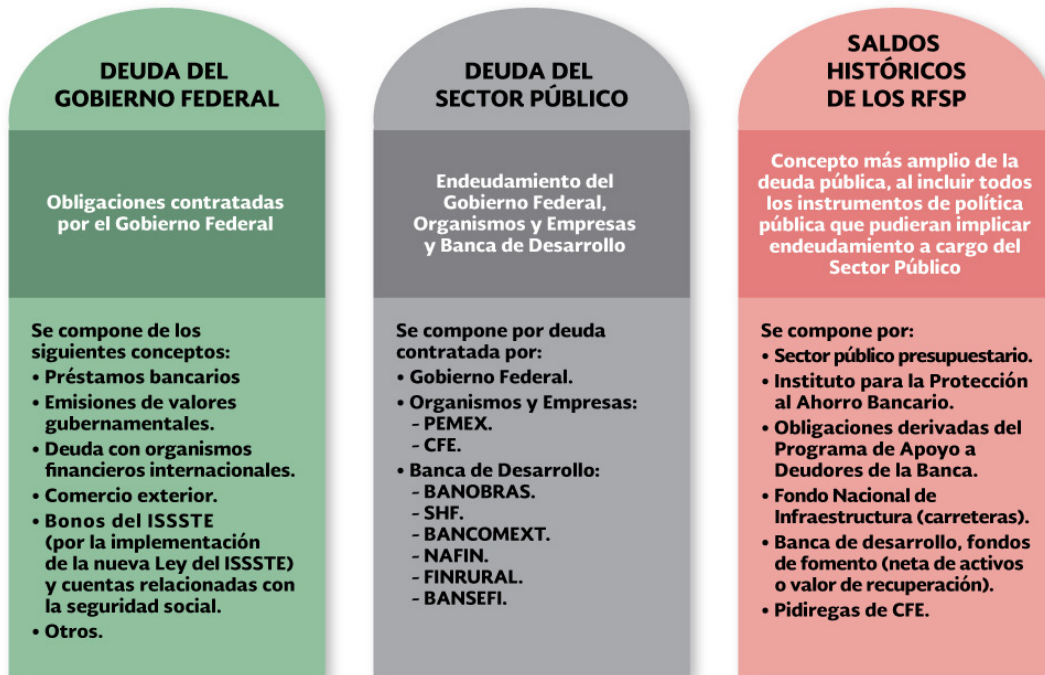 DEUDA DEL
GOBIERNO FEDERAL
Obligaciones contratadas
por el Gobierno Federal
Se compone de los
siguientes conceptos:
• Préstamos bancarios
• Emisiones de valores
gubernamentales.
• Deuda con organismos
financieros internacionales.
• Comercio exterior.
• Bonos del ISSSTE
(por la implementación
de la nueva Ley del ISSSTE)
y cuentas relacionadas con
la seguridad social.
• Otros.
DEUDA DEL
SECTOR PÚBLICO
Endeudamiento del
Gobierno Federal,
Organismos y Empresas
y Banca de Desarrollo
Se compone por deuda
contratada por:
• Gobierno Federal.
• Organismos y Empresas:
- PEMEX.
- CFE.
• Banca de Desarrollo:
- BANOBRAS.
- SHF.
- BANCOMEXT.
- NAFIN.
- FINRURAL.
- BANSEFI.
SALDOS
HISTÓRICOS
DE LOS RFSP
Concepto más amplio de la
deuda pública, al incluir todos
los instrumentos de política
pública que pudieran implicar
endeudamiento a cargo del
Sector Público
Se compone por:
• Sector público presupuestario.
• Instituto para la Protección
al Ahorro Bancario.
• Obligaciones derivadas del
Programa de Apoyo a
Deudores de la Banca.
• Fondo Nacional de
Infraestructura (carreteras).
• Banca de desarrollo, fondos
de fomento (neta de activos
o valor de recuperación).
• Pidiregas de CFE.